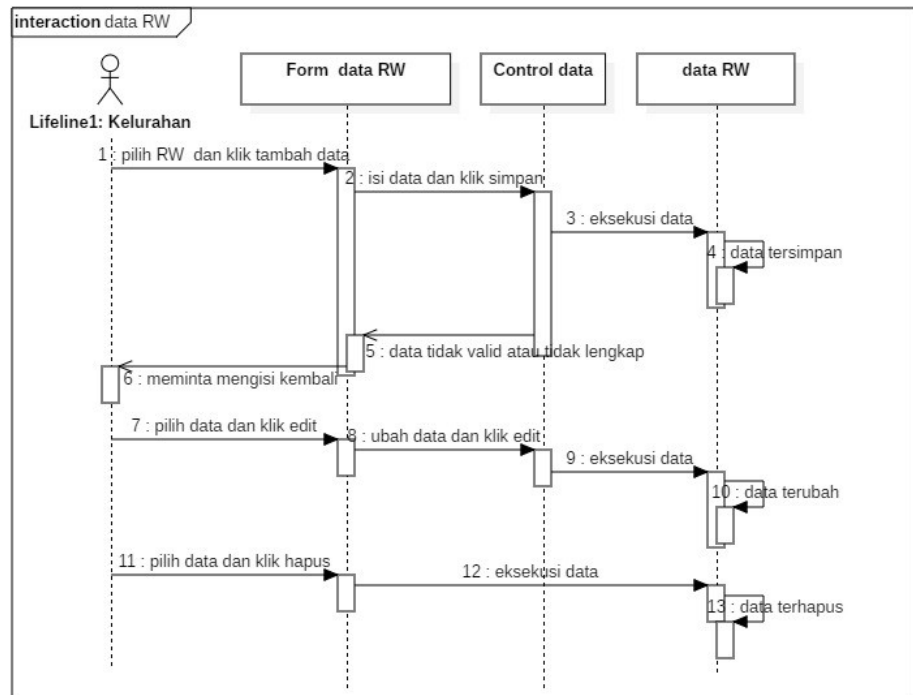 interaction data RW
Form data RW
Control data
data RW
Lifeline1: Kelurahan
1 : pilih RW dan klik tambah data
2 : isi data dan klik simpan
3 : eksekusi data
4 : data tersimpan
5 : data tidak valid atau tidak lengkap
6 : meminta mengisi kembali
7 : pilih data dan klik edit
8 : ubah data dan klik edit
9 : eksekusi data
10 : data terubah
11 : pilih data dan klik hapus
12 : eksekusi data
13 : data terhapus